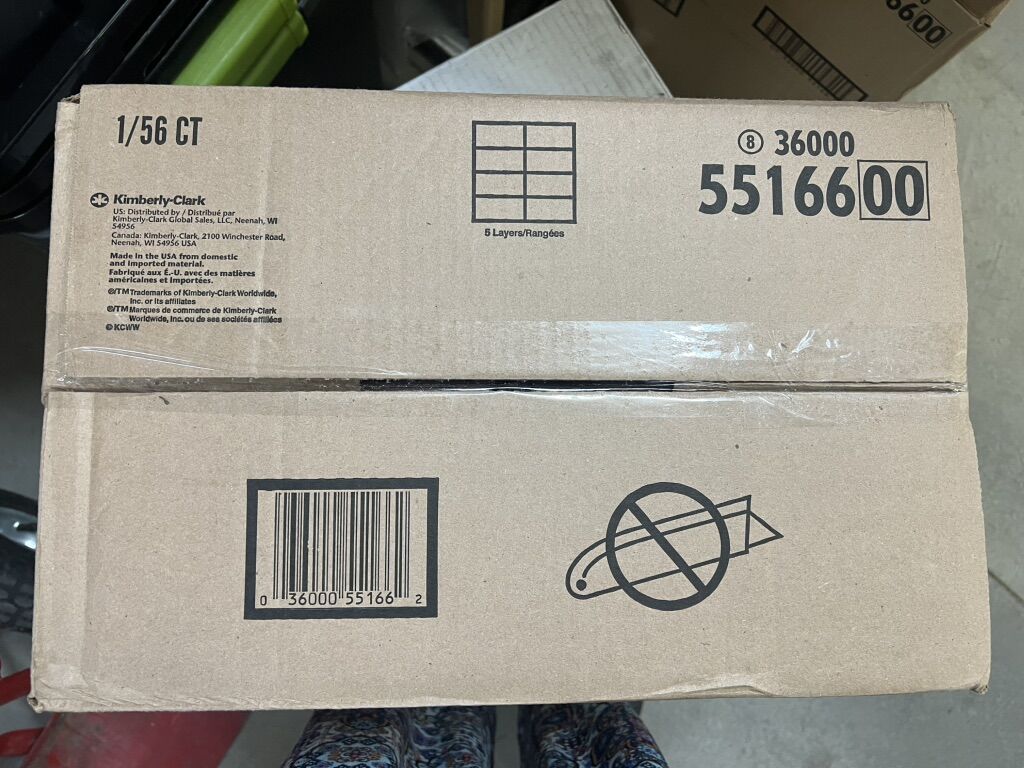 6600
1/56 CT
8 36000
5516600
Kimberly-Clark
US: Distributed by / Distribué par
Kimberly-Clark Global Sales, LLC, Neenah, WI
54956
Canada: Kimberly-Clark, 2100 Winchester Road,
Neenah, WI 54956 USA
Made in the USA from domestic
and imported material.
Fabriqué aux É.-U. avec des matières
américaines et importées.
®/TM Trademarks of Kimberly-Clark Worldwide,
Inc. or its affiliates
®/TM Marques de commerce de Kimberly-Clark
Worldwide, Inc. ou de ses sociétés affiliées
© KCWW
5 Layers/Rangées
0 36000 55166 2